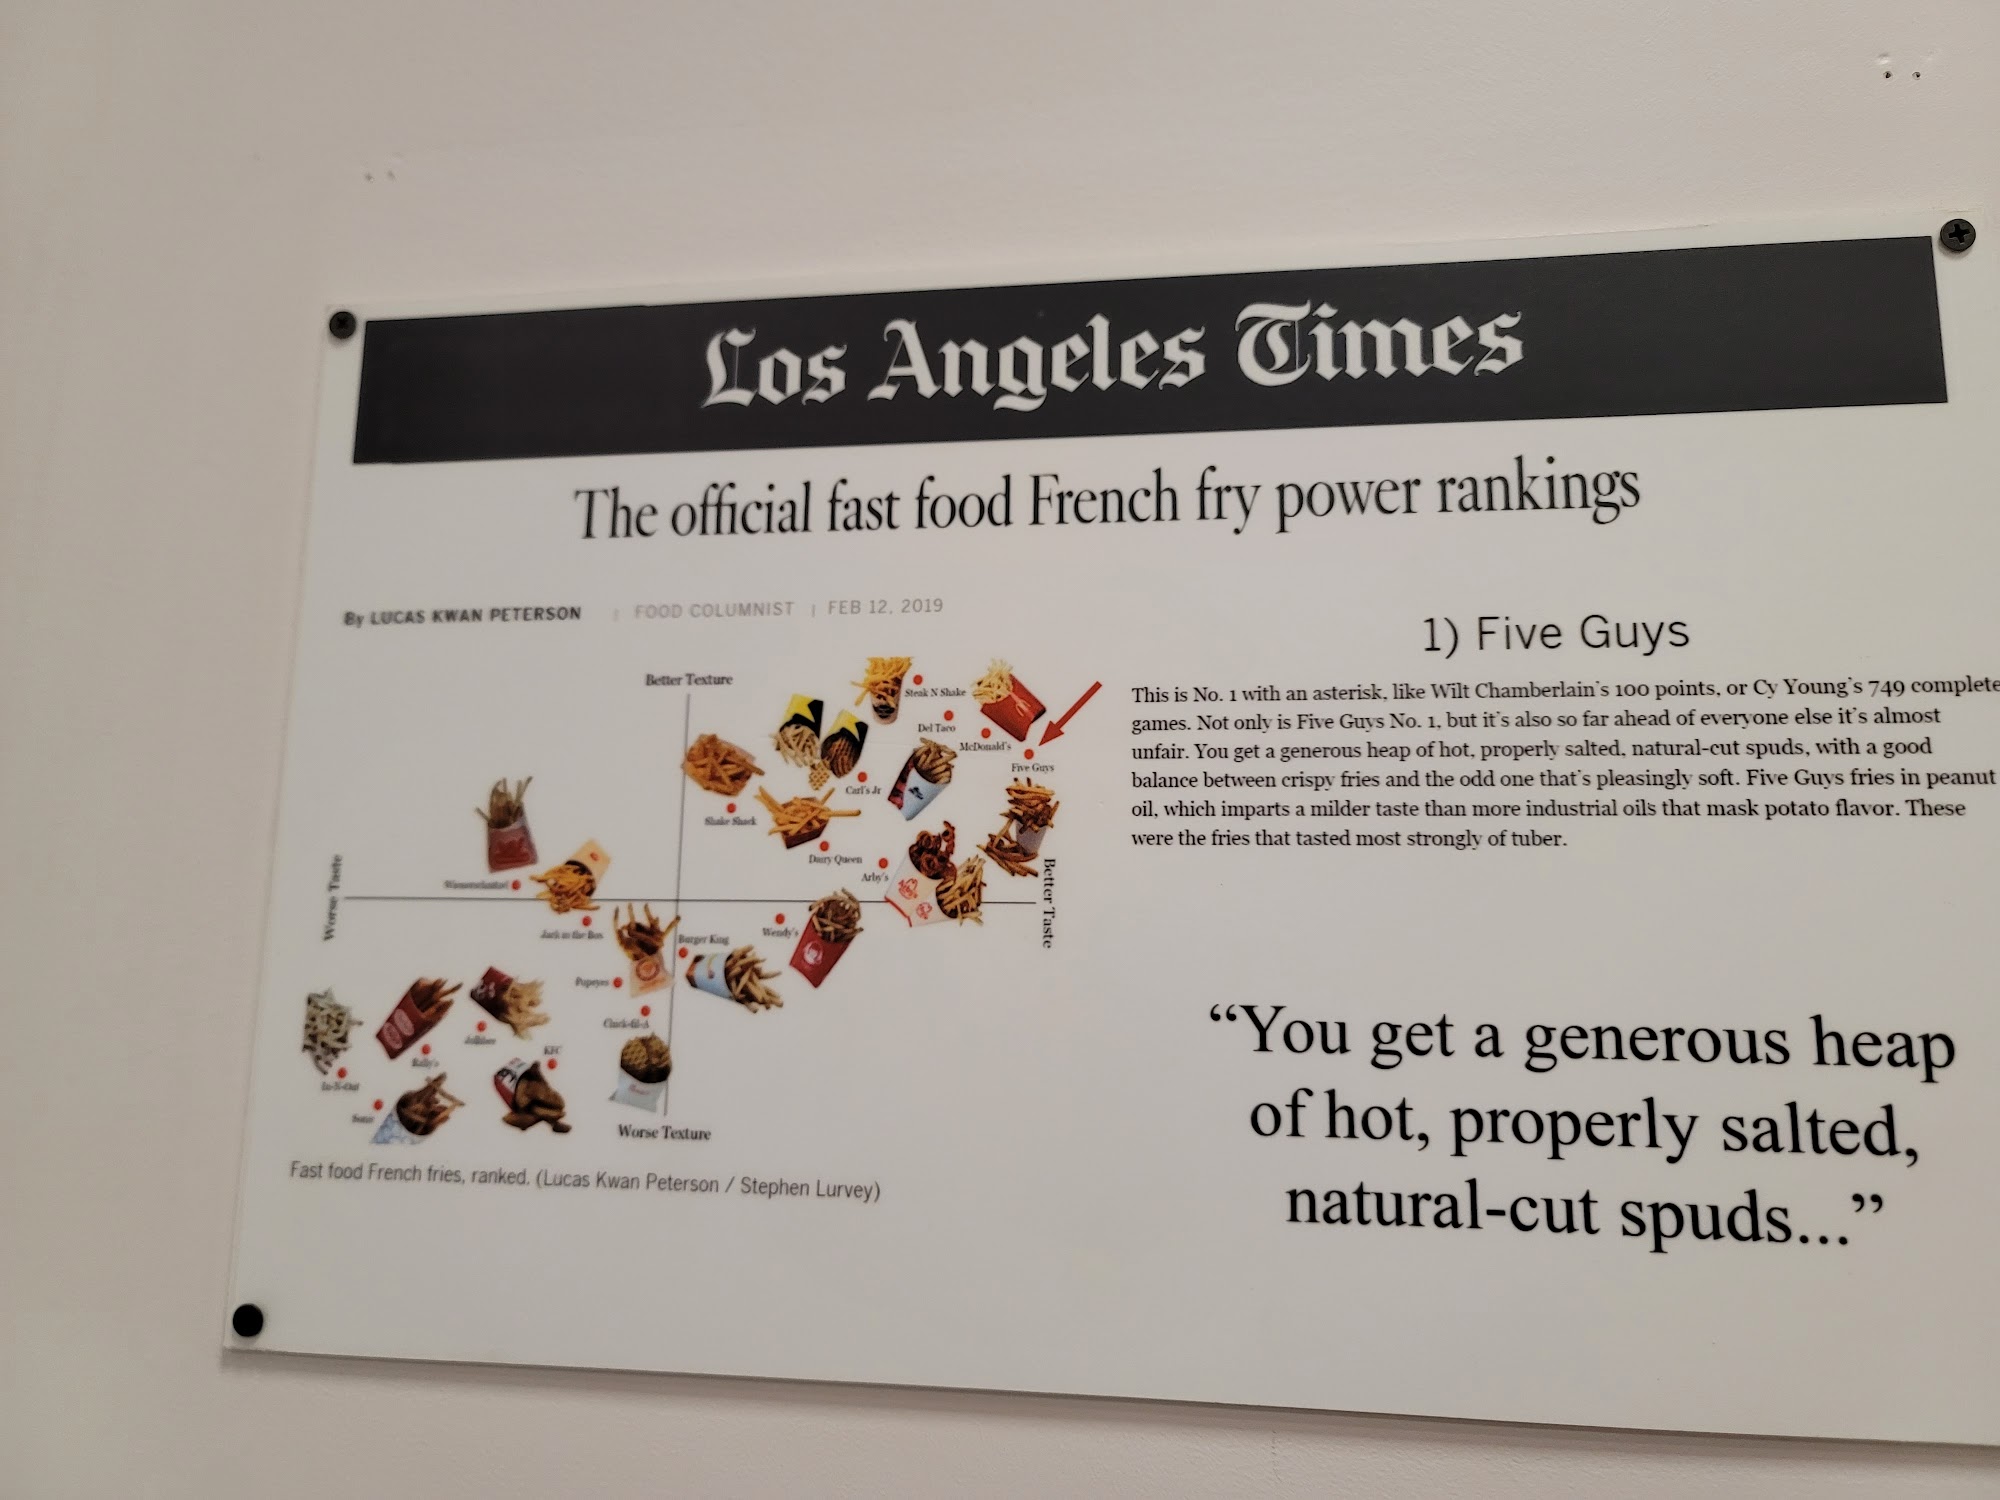 Los Angeles Times
The official fast food French fry power rankings
By LUCAS KWAN PETERSON | FOOD COLUMNIST | FEB 12, 2019
Better Texture
Steak N Shake
Del Taco
McDonald's
Five Guys
Carl's Jr
Shake Shack
Dairy Queen
Arby's
Worse Taste
Better Taste
Wienerschnitzel
Jack in the Box
Burger King
Wendy's
Popeyes
Chick-fil-A
Jollibee
KFC
Rally's
In-N-Out
Sonic
Worse Texture
Fast food French fries, ranked. (Lucas Kwan Peterson / Stephen Lurvey)
1) Five Guys
This is No. 1 with an asterisk, like Wilt Chamberlain's 100 points, or Cy Young's 749 complete
games. Not only is Five Guys No. 1, but it's also so far ahead of everyone else it's almost
unfair. You get a generous heap of hot, properly salted, natural-cut spuds, with a good
balance between crispy fries and the odd one that's pleasingly soft. Five Guys fries in peanut
oil, which imparts a milder taste than more industrial oils that mask potato flavor. These
were the fries that tasted most strongly of tuber.
“You get a generous heap
of hot, properly salted,
natural-cut spuds...”